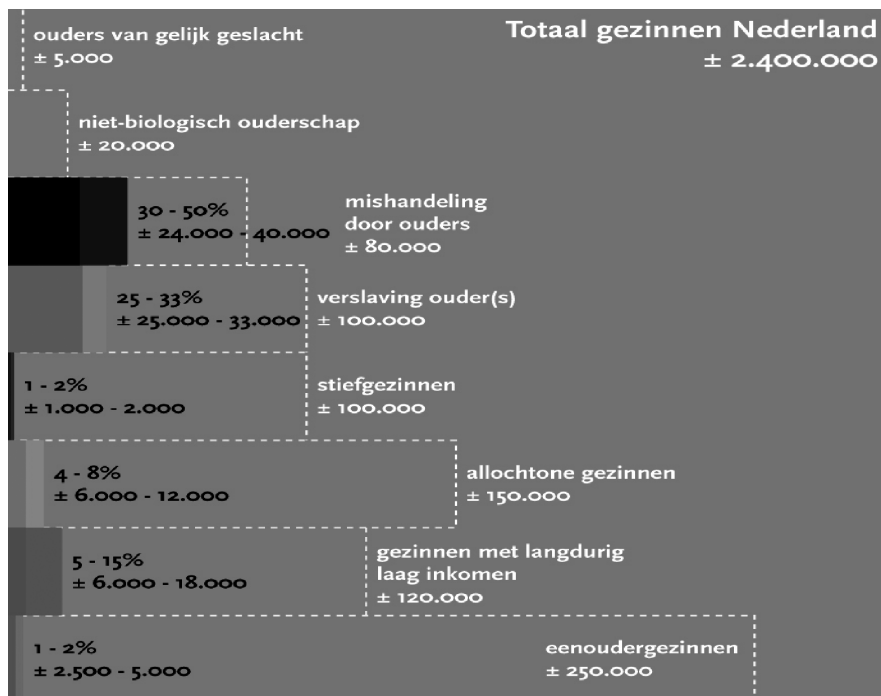 Totaal gezinnen Nederland
± 2.400.000
ouders van gelijk geslacht
± 5.000
niet-biologisch ouderschap
± 20.000
30 - 50%
± 24.000 - 40.000
mishandeling
door ouders
± 80.000
25 - 33%
± 25.000 - 33.000
verslaving ouder(s)
± 100.000
1 - 2%
± 1.000 - 2.000
stiefgezinnen
± 100.000
4 - 8%
± 6.000 - 12.000
allochtone gezinnen
± 150.000
5 - 15%
± 6.000 - 18.000
gezinnen met langdurig
laag inkomen
± 120.000
1 - 2%
± 2.500 - 5.000
eenoudergezinnen
± 250.000